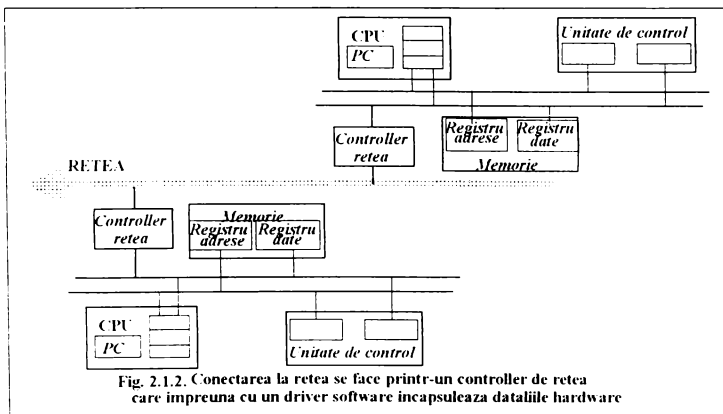 CPU
PC
Unitate de control
Controller
retea
Registru
adrese
Registru
date
Memorie
RETEA
Controller
retea
Memorie
Registru
adrese
Registru
date
CPU
PC
Unitate de control
Fig. 2.1.2. Conectarea la retea se face printr-un controller de retea
care impreuna cu un driver software incapsuleaza dataliile hardware